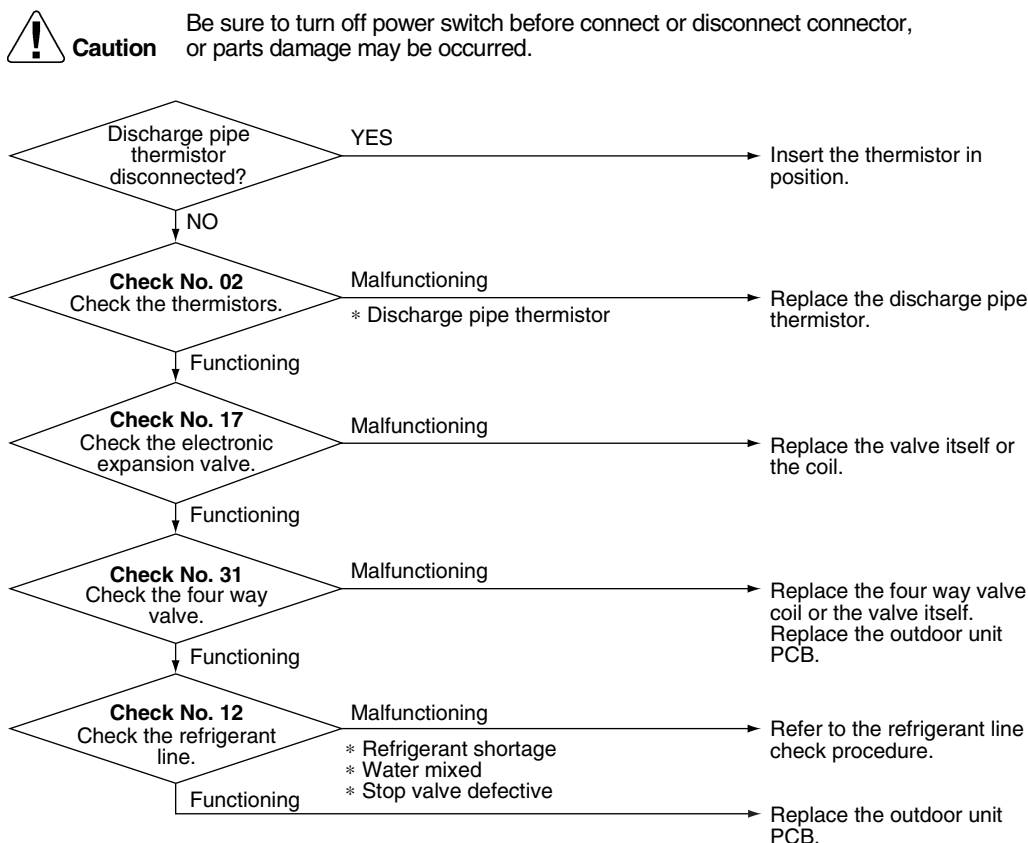 Caution
Be sure to turn off power switch before connect or disconnect connector,
or parts damage may be occurred.
Discharge pipe
thermistor
disconnected?
YES
Insert the thermistor in
position.
NO
Check No. 02
Check the thermistors.
Malfunctioning
* Discharge pipe thermistor
Replace the discharge pipe
thermistor.
Functioning
Check No. 17
Check the electronic
expansion valve.
Malfunctioning
Replace the valve itself or
the coil.
Functioning
Check No. 31
Check the four way
valve.
Malfunctioning
Replace the four way valve
coil or the valve itself.
Replace the outdoor unit
PCB.
Functioning
Check No. 12
Check the refrigerant
line.
Malfunctioning
* Refrigerant shortage
* Water mixed
* Stop valve defective
Refer to the refrigerant line
check procedure.
Functioning
Replace the outdoor unit
PCB.